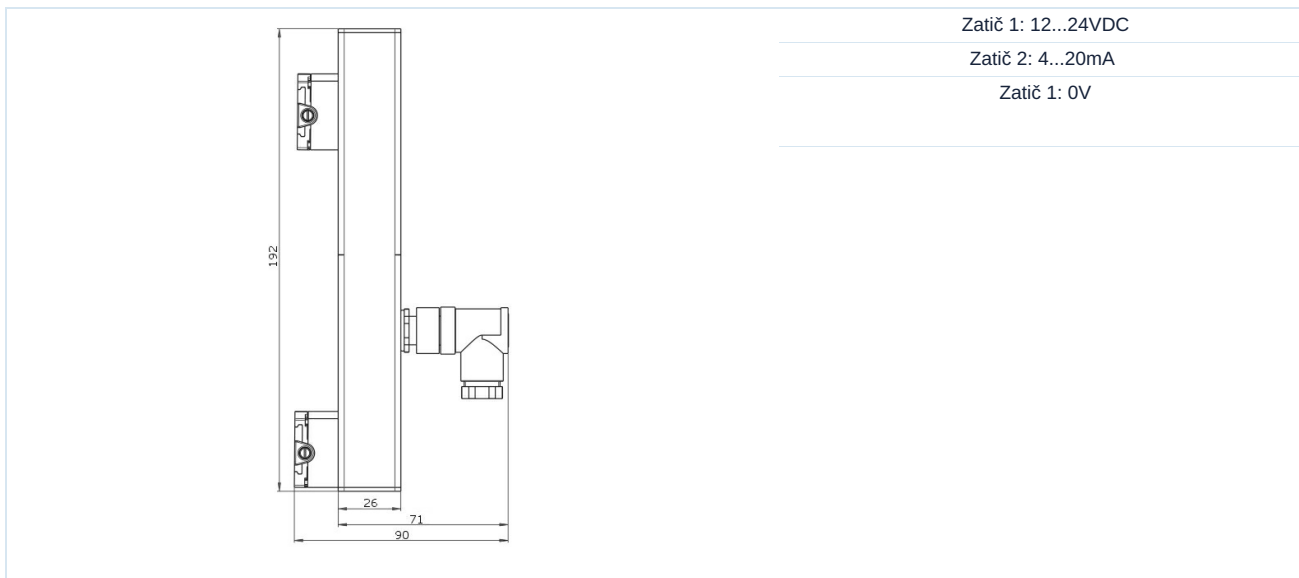 192
26
71
90
Zatič 1: 12...24VDC
Zatič 2: 4...20mA
Zatič 1: 0V